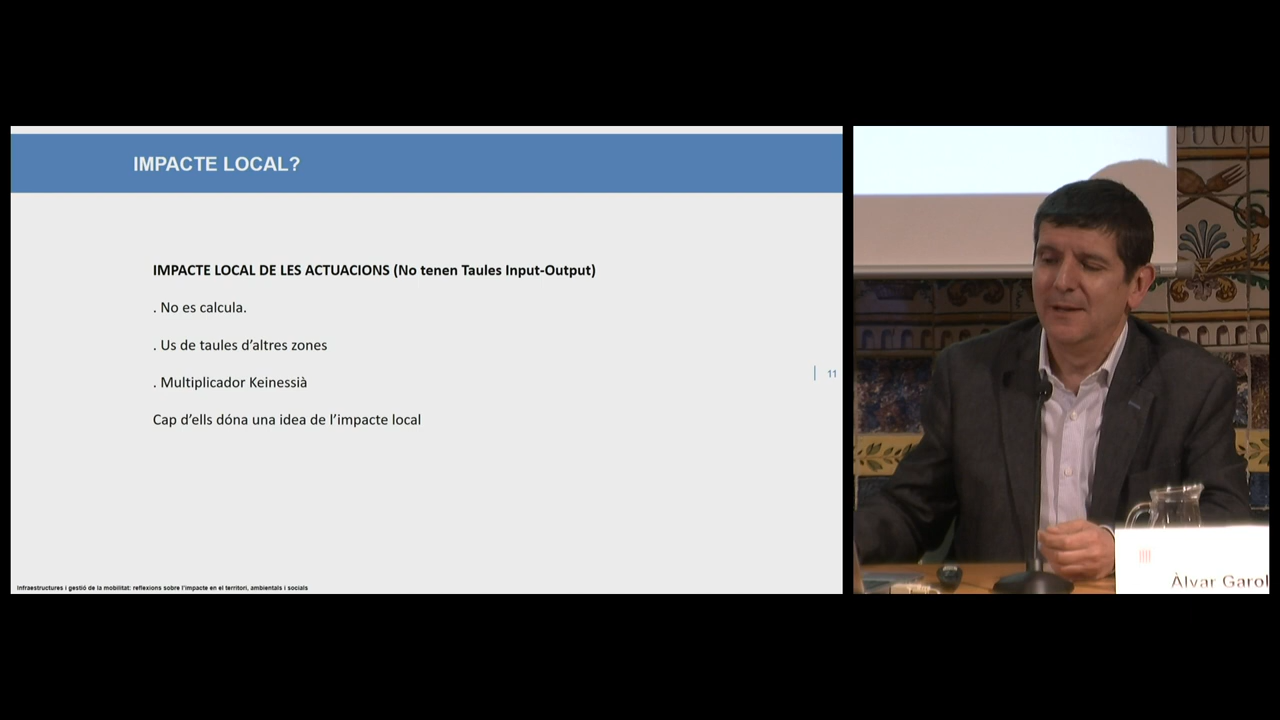 IMPACTE LOCAL?
IMPACTE LOCAL DE LES ACTUACIONS (No tenen Taules Input-Output)
. No es calcula.
. Us de taules d'altres zones
. Multiplicador Keinessià
Cap d'ells dóna una idea de l'impacte local
11
Infraestructures i gestió de la mobilitat: reflexions sobre l'impacte en el territori, ambientals i socials
Àlvar Garol